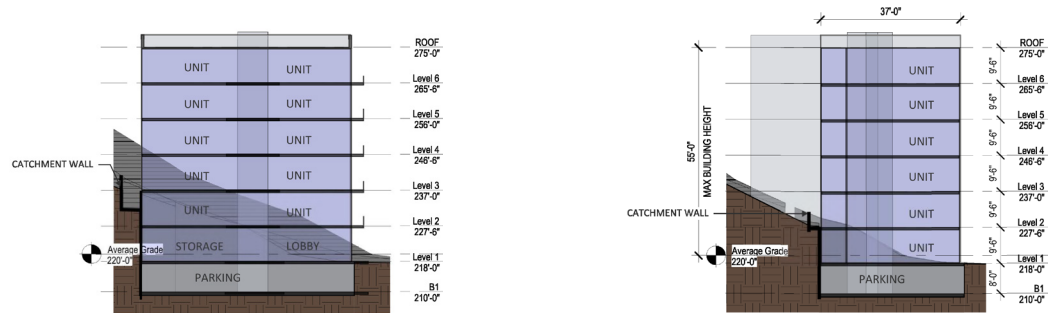 ROOF
275'-0"
UNIT UNIT
Level 6
265'-6"
UNIT UNIT
Level 5
256'-0"
UNIT UNIT
Level 4
246'-6"
CATCHMENT WALL
UNIT UNIT
Level 3
237'-0"
UNIT UNIT
Level 2
227'-6"
STORAGE LOBBY
Average Grade
220'-0"
Level 1
218'-0"
PARKING
B1
210'-0"
37'-0"
ROOF
275'-0"
UNIT
9'-6"
Level 6
265'-6"
UNIT
9'-6"
Level 5
256'-0"
55'-0"
MAX BUILDING HEIGHT
UNIT
9'-6"
Level 4
246'-6"
UNIT
9'-6"
Level 3
237'-0"
CATCHMENT WALL
UNIT
9'-6"
Level 2
227'-6"
UNIT
9'-6"
Average Grade
220'-0"
Level 1
218'-0"
PARKING
8'-0"
B1
210'-0"